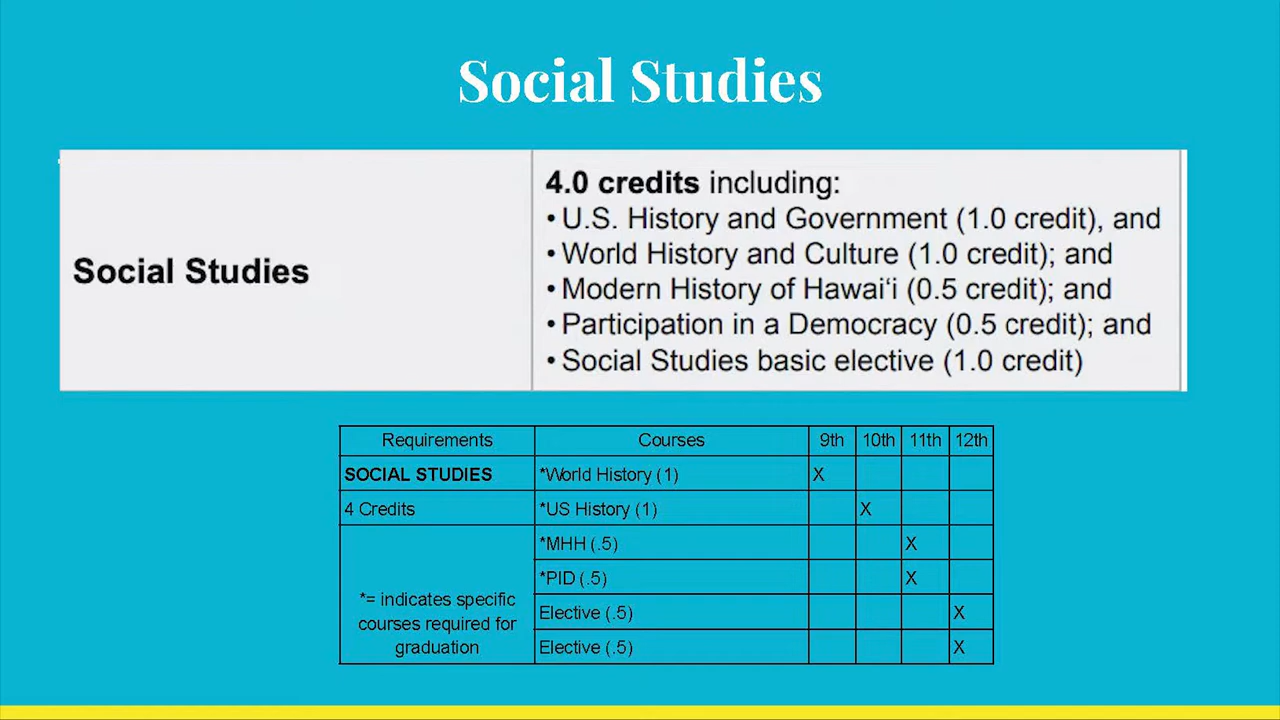 Social Studies
Social Studies
4.0 credits including:
• U.S. History and Government (1.0 credit), and
• World History and Culture (1.0 credit); and
• Modern History of Hawaiʻi (0.5 credit); and
• Participation in a Democracy (0.5 credit); and
• Social Studies basic elective (1.0 credit)
Requirements Courses 9th 10th 11th 12th
SOCIAL STUDIES *World History (1) X
4 Credits *US History (1) X
*MHH (.5) X
*PID (.5) X
*= indicates specific
courses required for
graduation
Elective (.5) X
Elective (.5) X